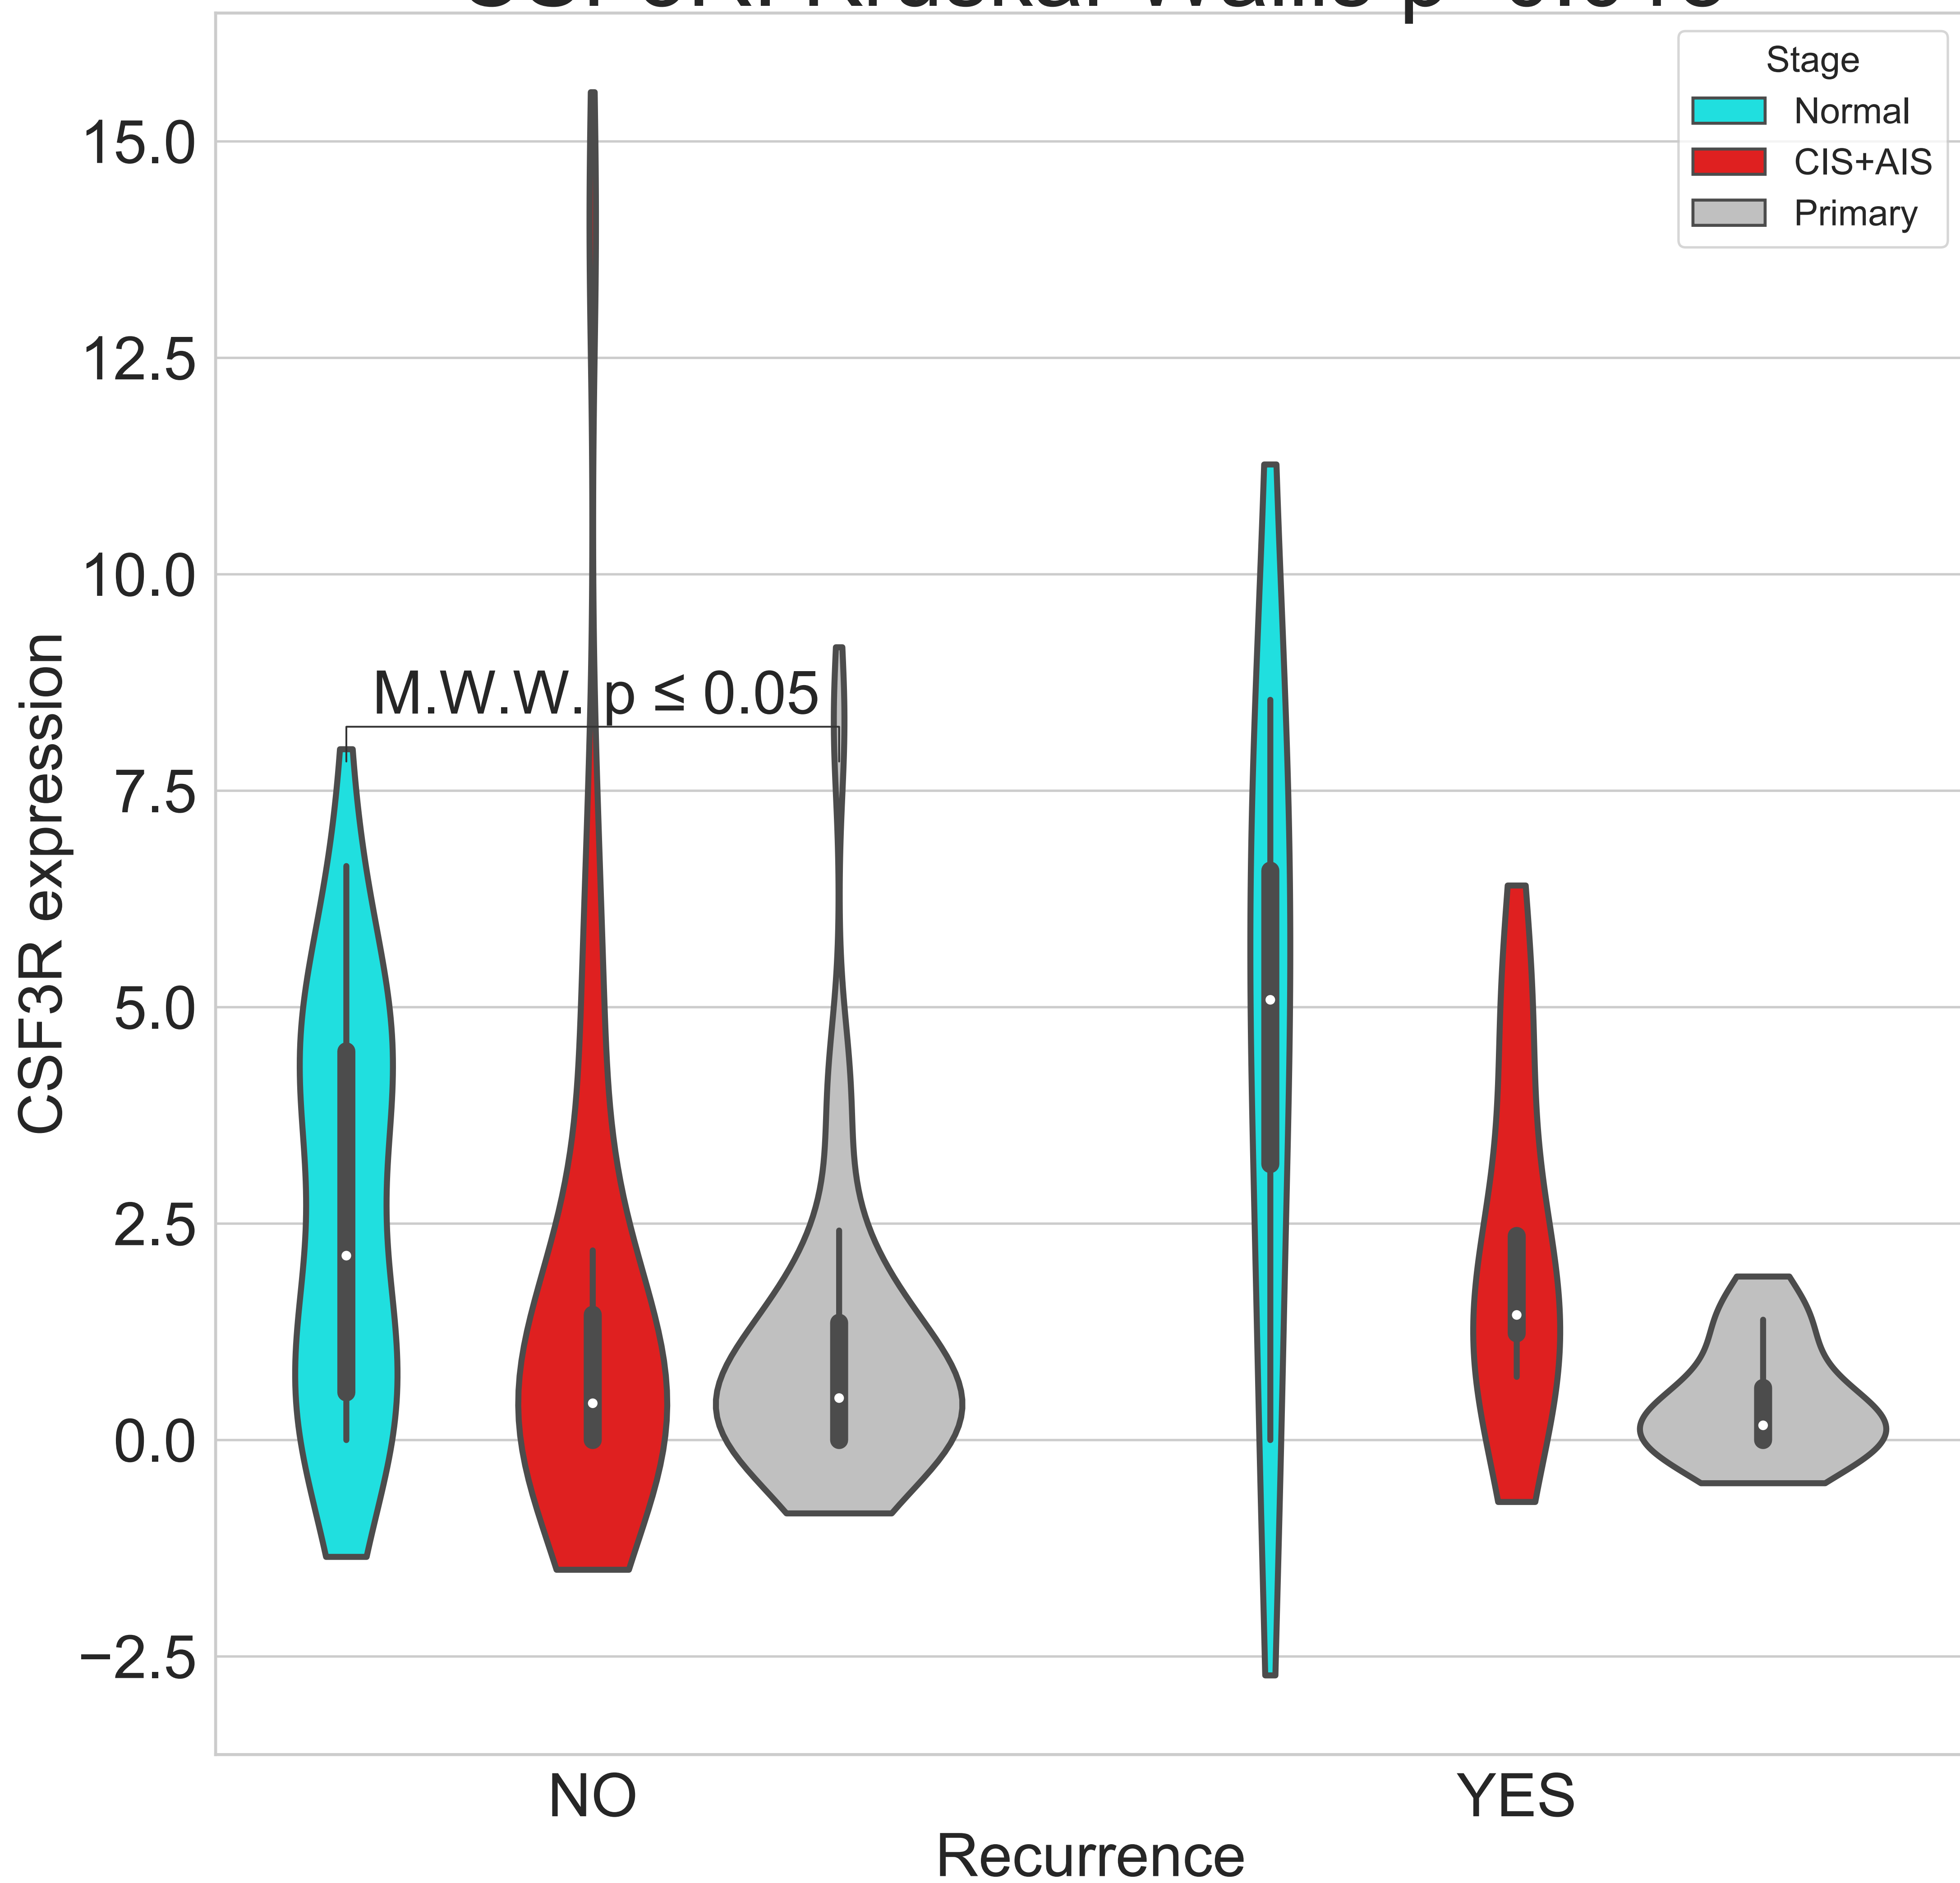 Stage
Normal
CIS+AIS
Primary
15.0
12.5
10.0
7.5
5.0
2.5
0.0
−2.5
CSF3R expression
M.W.W. p ≤ 0.05
NO
YES
Recurrence